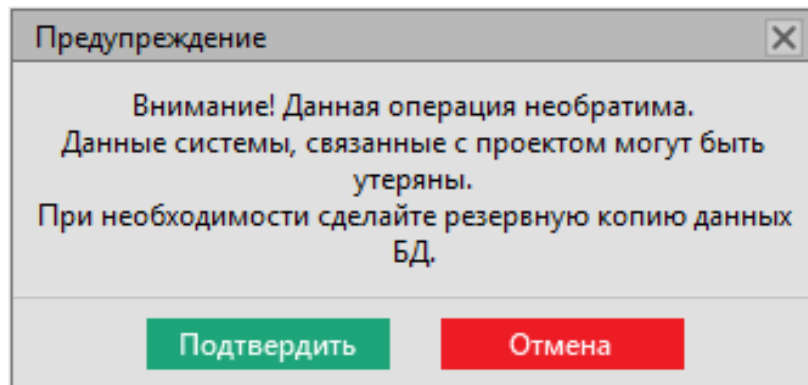 Предупреждение
Внимание! Данная операция необратима.
Данные системы, связанные с проектом могут быть
утеряны.
При необходимости сделайте резервную копию данных
БД.
Подтвердить
Отмена